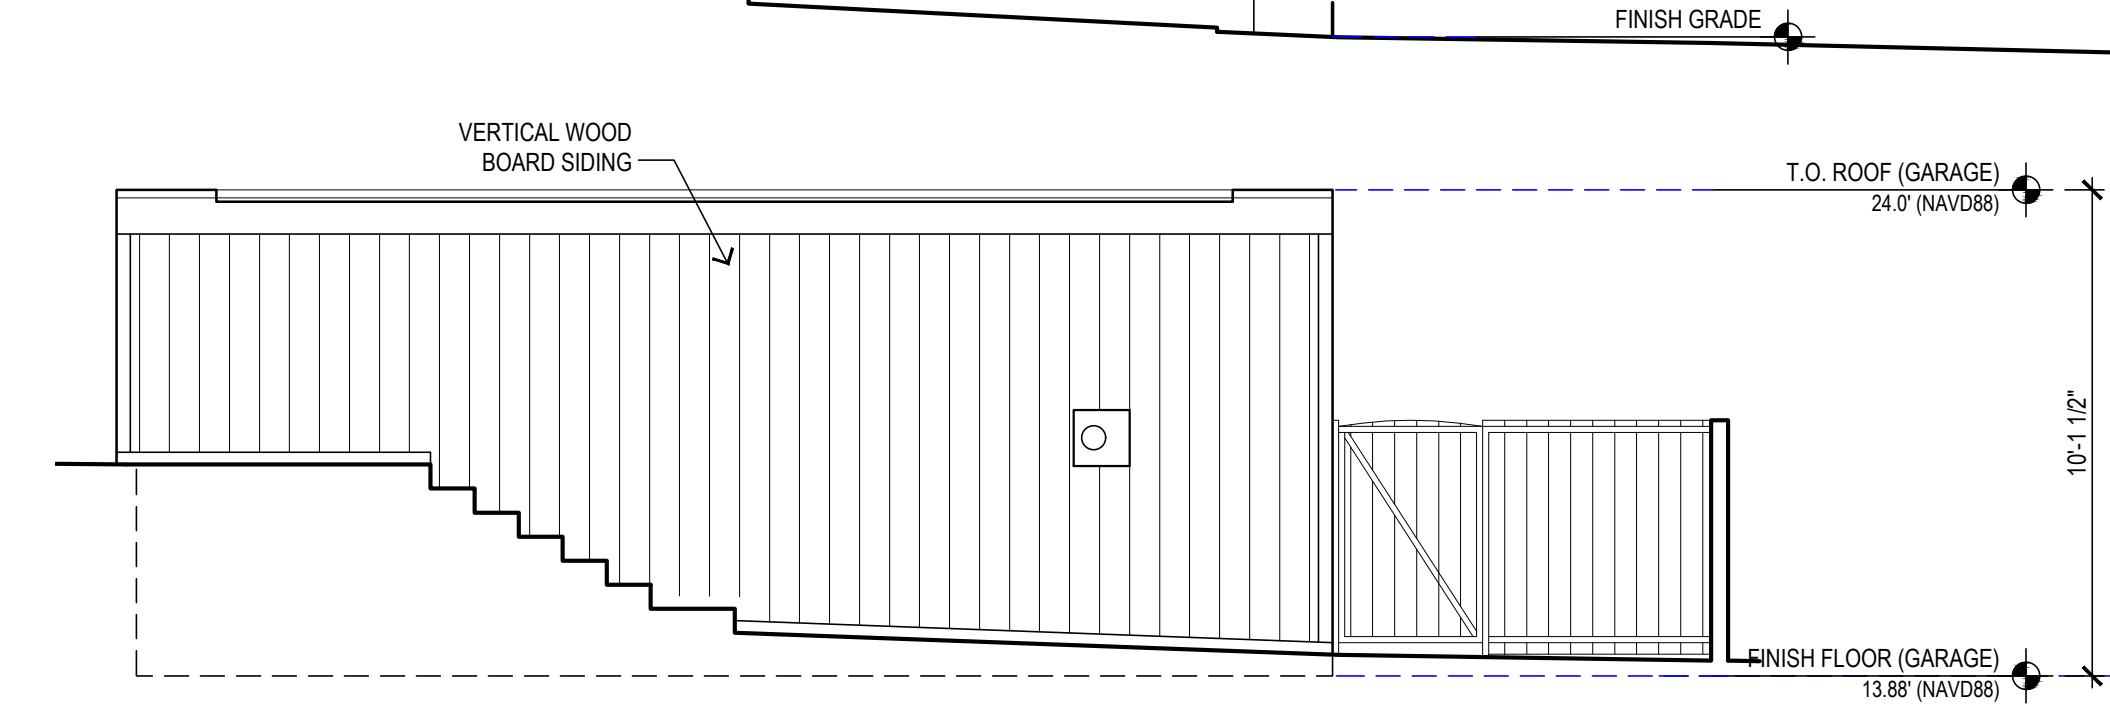 FINISH GRADE
VERTICAL WOOD
BOARD SIDING
T.O. ROOF (GARAGE)
24.0' (NAVD88)
10'-1 1/2"
FINISH FLOOR (GARAGE)
13.88' (NAVD88)